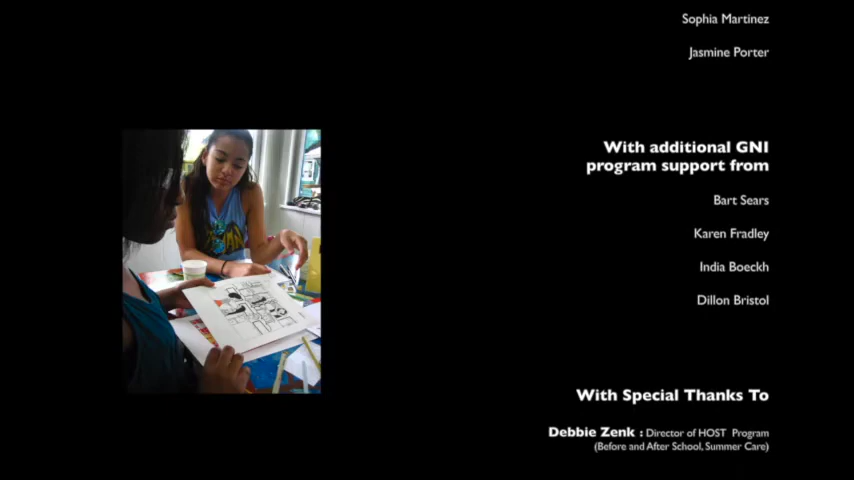 Sophia Martinez
Jasmine Porter
With additional GNI
program support from
Bart Sears
Karen Fradley
India Boeckh
Dillon Bristol
With Special Thanks To
Debbie Zenk : Director of HOST Program
(Before and After School, Summer Care)